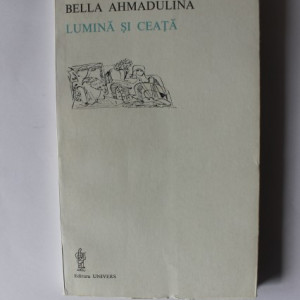 BELLA AHMADULINA
LUMINĂ ȘI CEAȚĂ
Editura UNIVERS